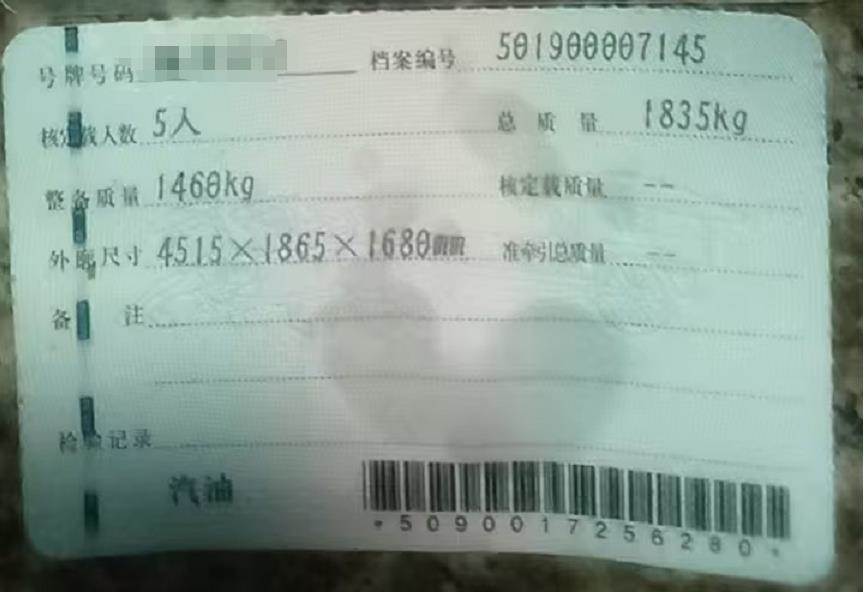 号牌号码 档案编号 501900007145
核定载人数 5人 总质量 1835kg
整备质量 1460kg 核定载质量 --
外廓尺寸 4515×1865×1680mm 准牵引总质量 --
备注
检验记录
汽油
*5090017256280*